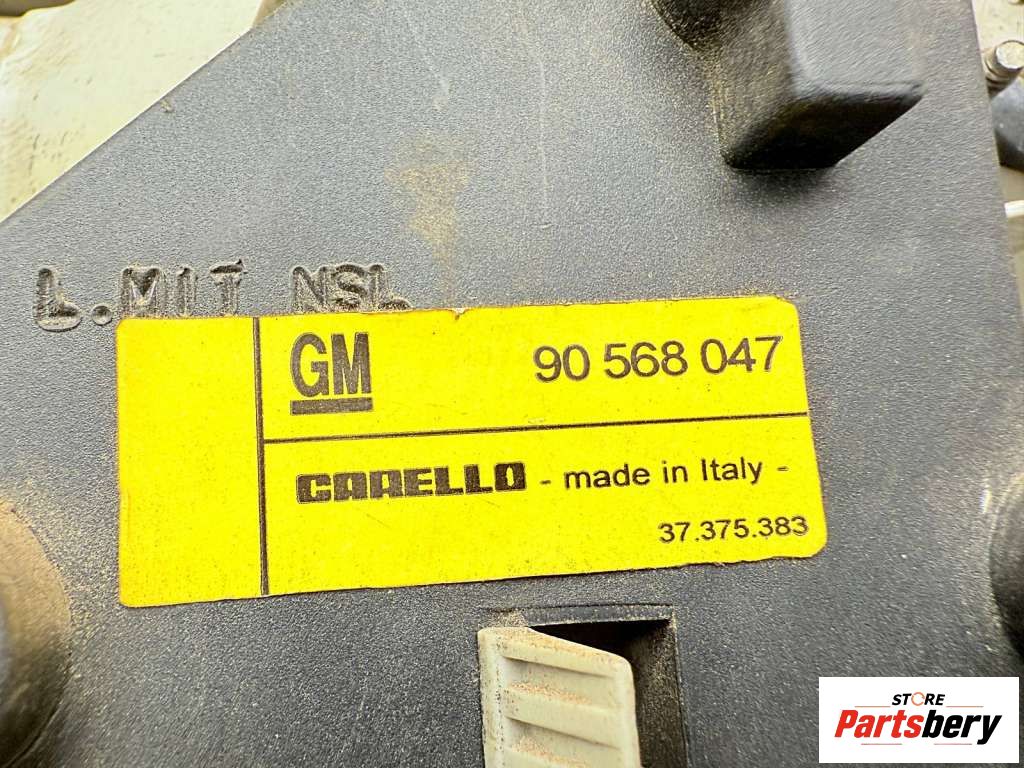 L.MIT NSL
GM 90 568 047
CARELLO - made in Italy -
37.375.383
STORE
Partsbery